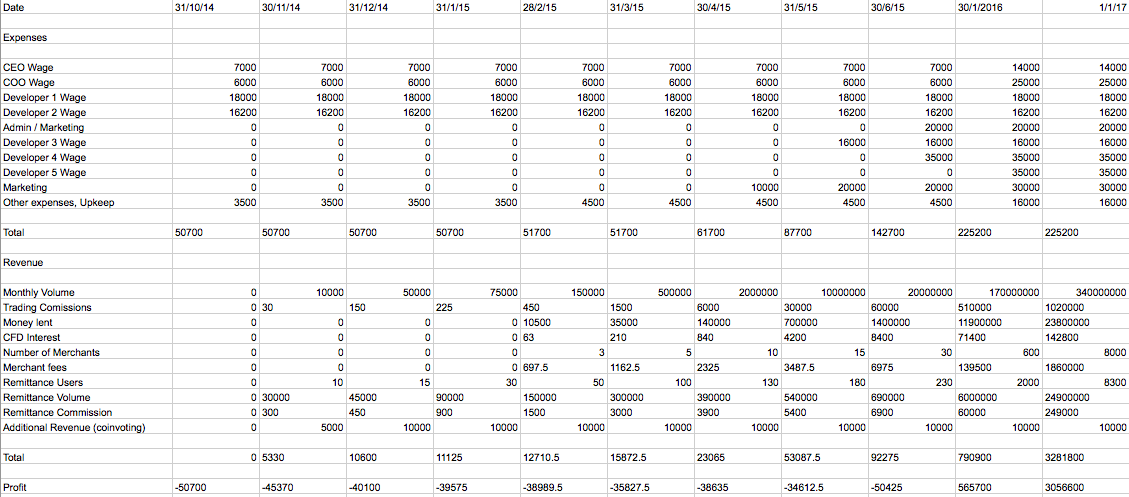 Date 31/10/14 30/11/14 31/12/14 31/1/15 28/2/15 31/3/15 30/4/15 31/5/15 30/6/15 30/1/2016 1/1/17
Expenses
CEO Wage 7000 7000 7000 7000 7000 7000 7000 7000 7000 14000 14000
COO Wage 6000 6000 6000 6000 6000 6000 6000 6000 6000 25000 25000
Developer 1 Wage 18000 18000 18000 18000 18000 18000 18000 18000 18000 18000 18000
Developer 2 Wage 16200 16200 16200 16200 16200 16200 16200 16200 16200 16200 16200
Admin / Marketing 0 0 0 0 0 0 0 0 20000 20000 20000
Developer 3 Wage 0 0 0 0 0 0 0 16000 16000 16000 16000
Developer 4 Wage 0 0 0 0 0 0 0 0 35000 35000 35000
Developer 5 Wage 0 0 0 0 0 0 0 0 0 35000 35000
Marketing 0 0 0 0 0 0 10000 20000 20000 30000 30000
Other expenses, Upkeep 3500 3500 3500 3500 4500 4500 4500 4500 4500 16000 16000
Total 50700 50700 50700 50700 51700 51700 61700 87700 142700 225200 225200
Revenue
Monthly Volume 0 10000 50000 75000 150000 500000 2000000 10000000 20000000 170000000 340000000
Trading Comissions 0 30 150 225 450 1500 6000 30000 60000 510000 1020000
Money lent 0 0 0 0 10500 35000 140000 700000 1400000 11900000 23800000
CFD Interest 0 0 0 0 63 210 840 4200 8400 71400 142800
Number of Merchants 0 0 0 0 3 5 10 15 30 600 8000
Merchant fees 0 0 0 0 697.5 1162.5 2325 3487.5 6975 139500 1860000
Remittance Users 0 10 15 30 50 100 130 180 230 2000 8300
Remittance Volume 0 30000 45000 90000 150000 300000 390000 540000 690000 6000000 24900000
Remittance Commission 0 300 450 900 1500 3000 3900 5400 6900 60000 249000
Additional Revenue (coinvoting) 0 5000 10000 10000 10000 10000 10000 10000 10000 10000 10000
Total 0 5330 10600 11125 12710.5 15872.5 23065 53087.5 92275 790900 3281800
Profit -50700 -45370 -40100 -39575 -38989.5 -35827.5 -38635 -34612.5 -50425 565700 3056600